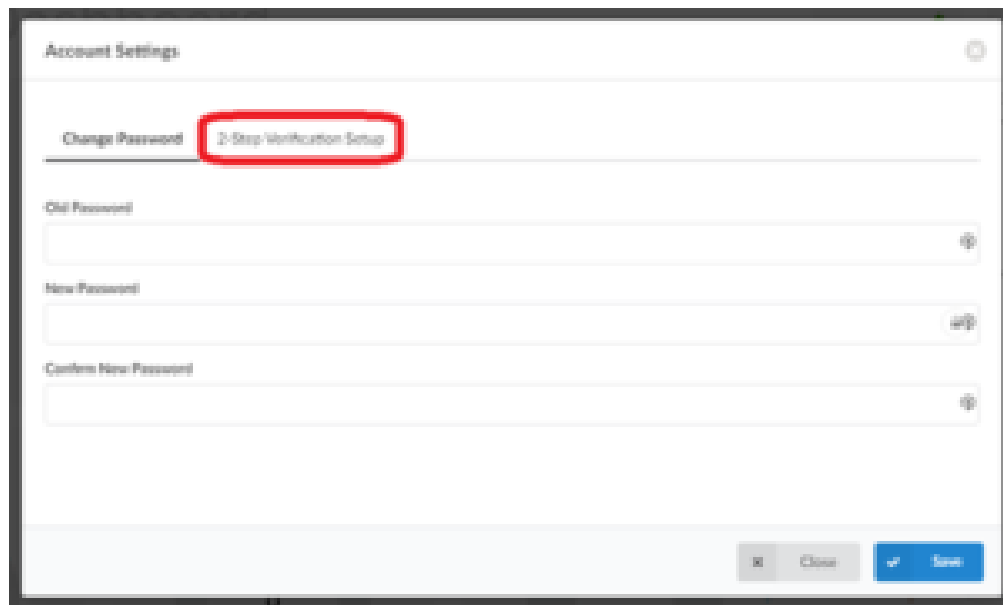 Account Settings
Change Password
2-Step Verification Setup
Old Password
New Password
Confirm New Password
Close
Save